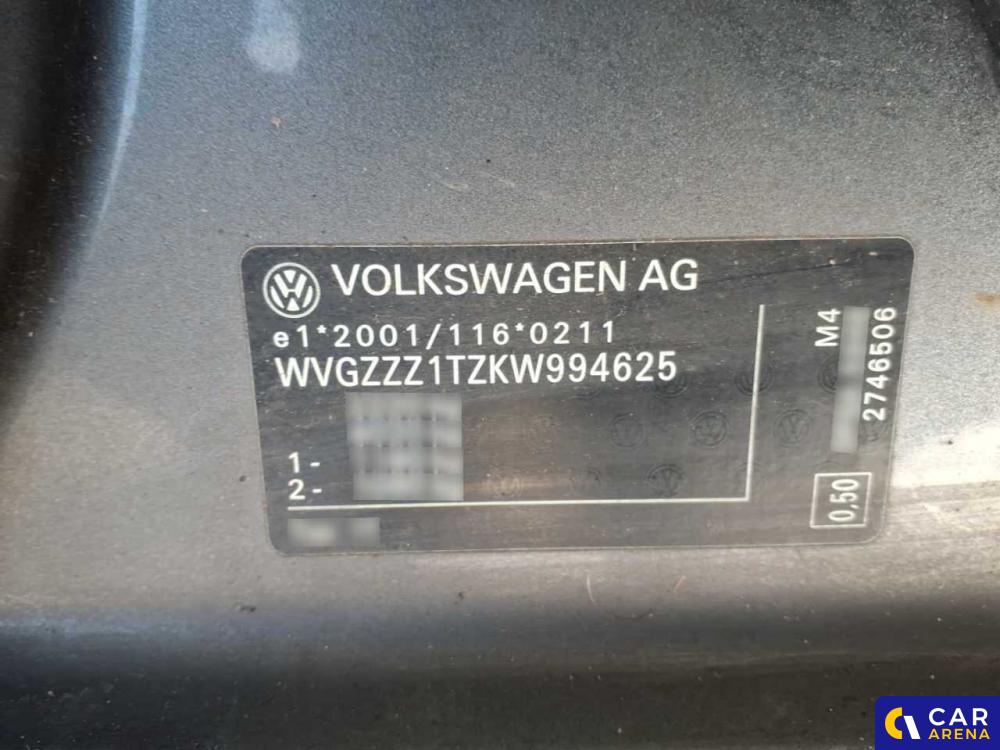 VOLKSWAGEN AG
e1*2001/116*0211
WVGZZZ1TZKW994625
1-
2-
M4
2746506
0,50
CAR
ARENA